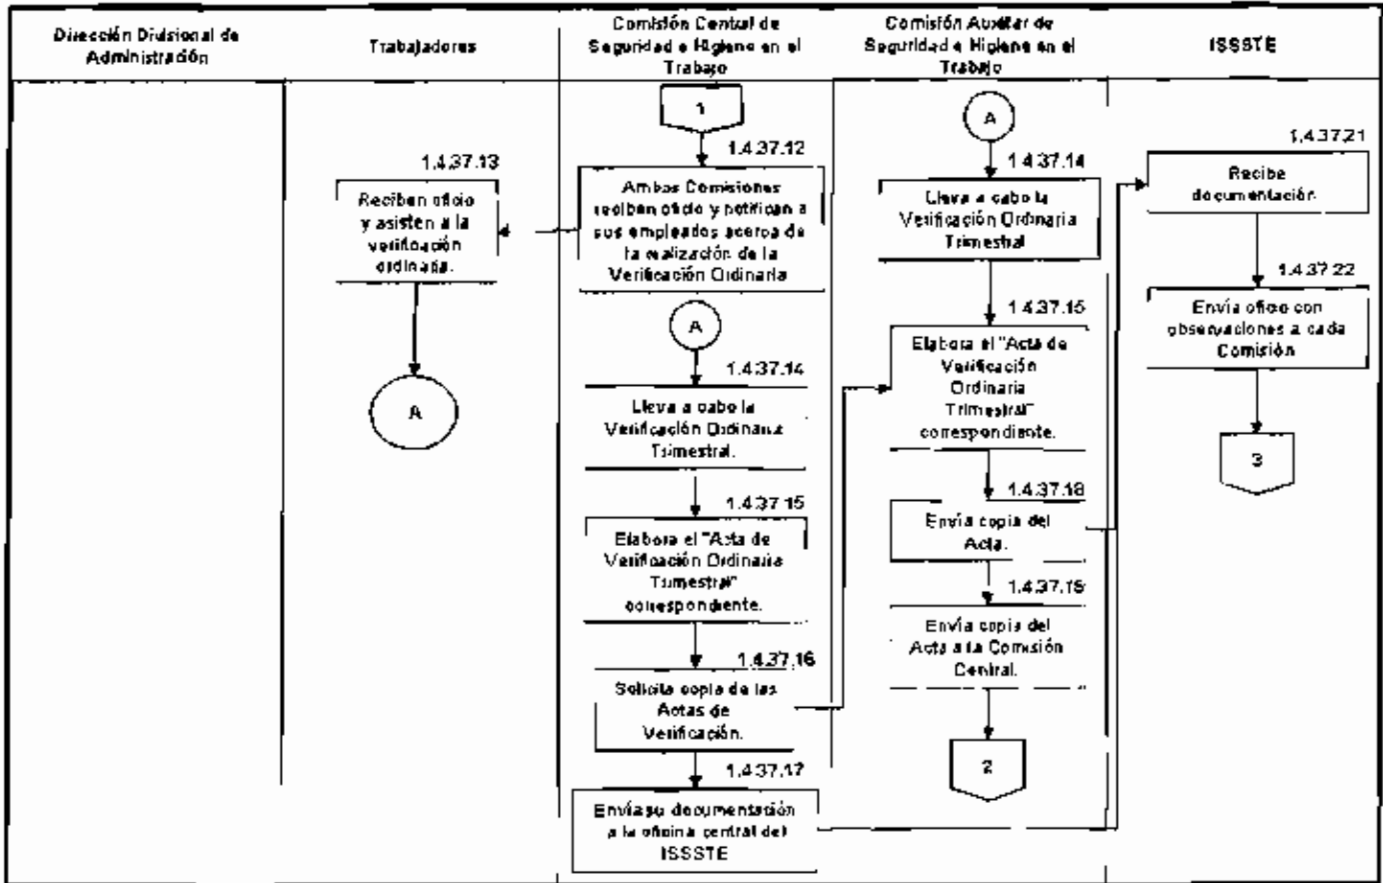 Dirección Divisional de
Administración
Trabajadores
Comisión Central de
Seguridad e Higiene en el
Trabajo
Comisión Auxiliar de
Seguridad e Higiene en el
Trabajo
ISSSTE
1.4.37.13
Reciben oficio
y asisten a la
verificación
ordinaria.
A
1
1.4.37.12
Ambas Comisiones
reciben oficio y notifican a
sus empleados acerca de
la realización de la
Verificación Ordinaria
A
1.4.37.14
Lleva a cabo la
Verificación Ordinaria
Trimestral.
1.4.37.15
Elabora el "Acta de
Verificación Ordinaria
Trimestral"
correspondiente.
1.4.37.16
Solicita copia de las
Actas de
Verificación.
1.4.37.17
Envía su documentación
a la oficina central del
ISSSTE
A
1.4.37.14
Lleva a cabo la
Verificación Ordinaria
Trimestral
1.4.37.15
Elabora el "Acta de
Verificación
Ordinaria
Trimestral"
correspondiente.
1.4.37.18
Envía copia del
Acta.
1.4.37.19
Envía copia del
Acta a la Comisión
Central.
2
1.4.37.21
Recibe
documentación.
1.4.37.22
Envía oficio con
observaciones a cada
Comisión
3